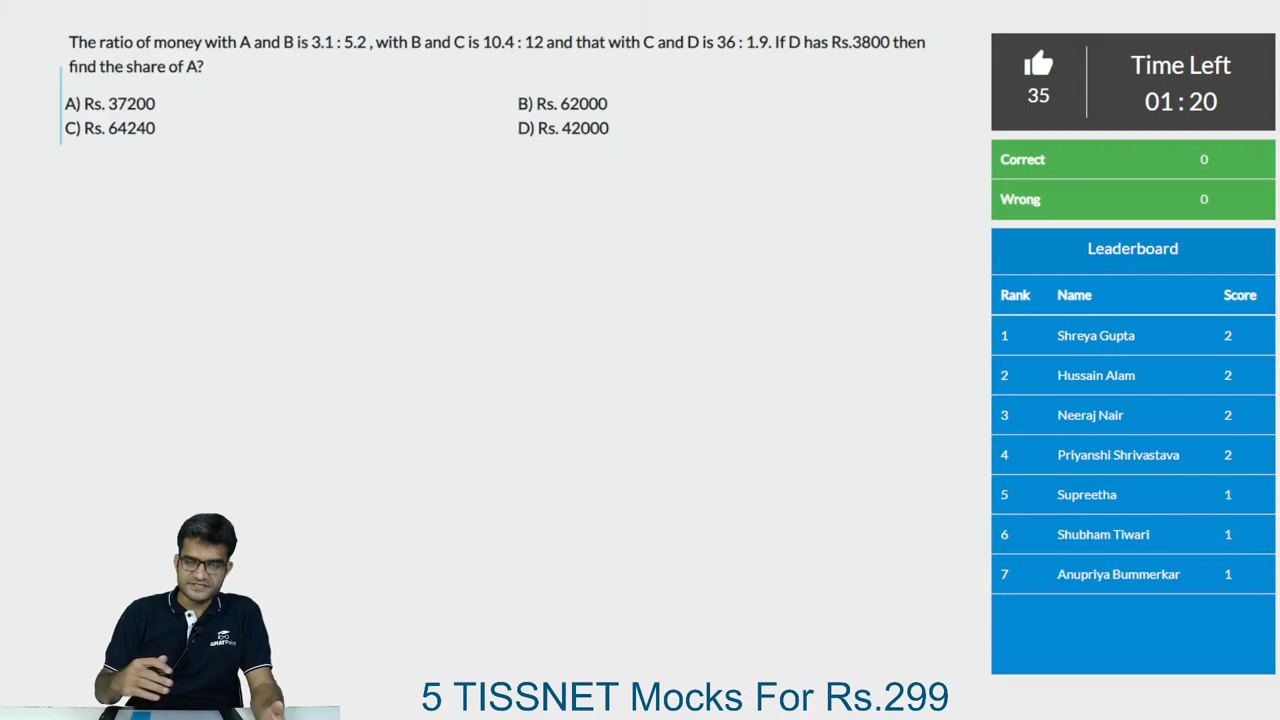 The ratio of money with A and B is 3.1 : 5.2 , with B and C is 10.4 : 12 and that with C and D is 36 : 1.9. If D has Rs.3800 then
find the share of A?
A) Rs. 37200
B) Rs. 62000
C) Rs. 64240
D) Rs. 42000
35
Time Left
01 : 20
Correct 0
Wrong 0
Leaderboard
Rank Name Score
1 Shreya Gupta 2
2 Hussain Alam 2
3 Neeraj Nair 2
4 Priyanshi Shrivastava 2
5 Supreetha 1
6 Shubham Tiwari 1
7 Anupriya Bummerkar 1
5 TISSNET Mocks For Rs.299